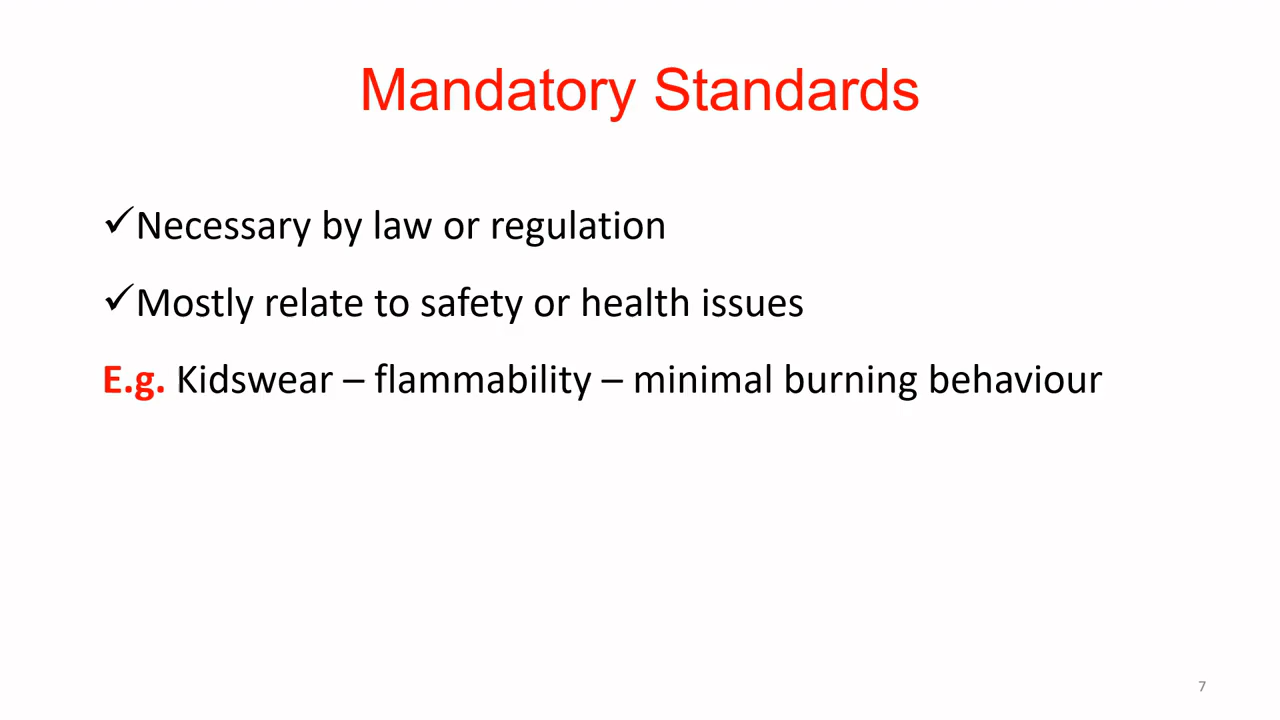 Mandatory Standards
✓Necessary by law or regulation
✓Mostly relate to safety or health issues
E.g. Kidswear – flammability – minimal burning behaviour
7